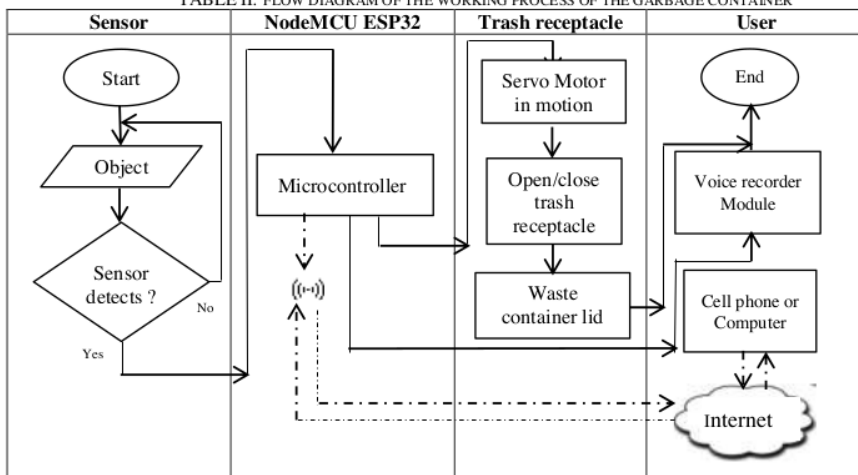 TABLE II. FLOW DIAGRAM OF THE WORKING PROCESS OF THE GARBAGE CONTAINER
Sensor
NodeMCU ESP32
Trash receptacle
User
Start
Object
Sensor
detects ?
No
Yes
Microcontroller
((··))
Servo Motor
in motion
Open/close
trash
receptacle
Waste
container lid
End
Voice recorder
Module
Cell phone or
Computer
Internet